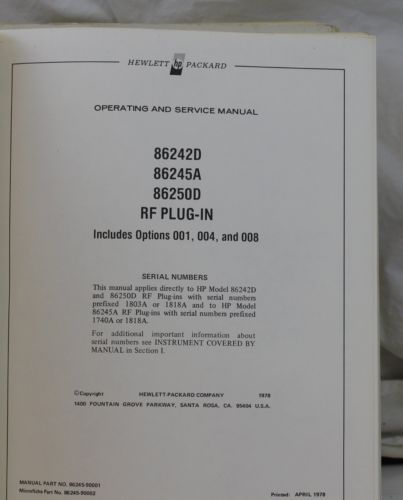 HEWLETT hp PACKARD
OPERATING AND SERVICE MANUAL
86242D
86245A
86250D
RF PLUG-IN
Includes Options 001, 004, and 008
SERIAL NUMBERS
This manual applies directly to HP Model 86242D
and 86250D RF Plug-ins with serial numbers
prefixed 1803A or 1818A and to HP Model
86245A RF Plug-ins with serial numbers prefixed
1740A or 1818A.
For additional important information about
serial numbers see INSTRUMENT COVERED BY
MANUAL in Section I.
©Copyright HEWLETT-PACKARD COMPANY 1978
1400 FOUNTAIN GROVE PARKWAY, SANTA ROSA, CA. 95404 U.S.A.
MANUAL PART NO. 86245-90001
Microfiche Part No. 86245-90002
Printed: APRIL 1978